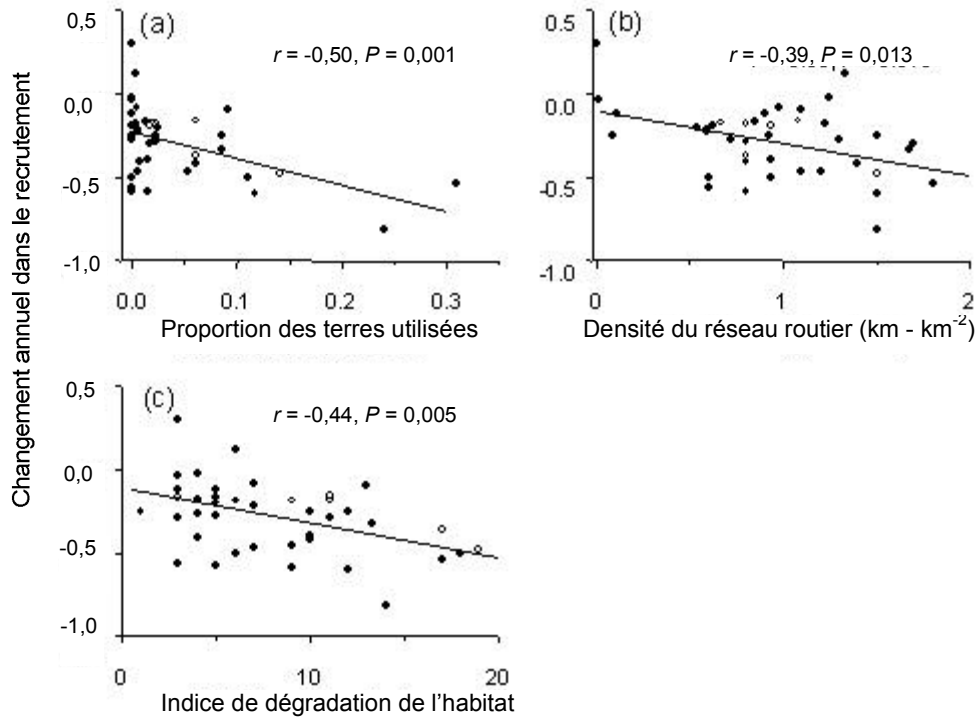 Changement annuel dans le recrutement
(a)
r = -0,50, P = 0,001
0,5
0,0
-0,5
-1,0
0.0 0.1 0.2 0.3
Proportion des terres utilisées
(b)
r = -0,39, P = 0,013
0.5
0.0
-0.5
-1.0
0 1 2
Densité du réseau routier (km - km-2)
(c)
r = -0,44, P = 0,005
0,5
0,0
-0,5
-1,0
0 10 20
Indice de dégradation de l'habitat